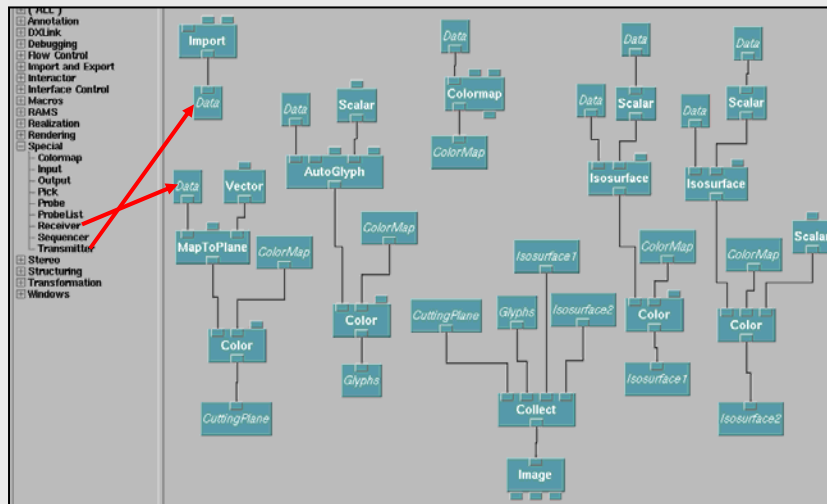 ( ALL )
Annotation
DXLink
Debugging
Flow Control
Import and Export
Interactor
Interface Control
Macros
RAMS
Realization
Rendering
Special
Colormap
Input
Output
Pick
Probe
ProbeList
Receiver
Sequencer
Transmitter
Stereo
Structuring
Transformation
Windows
Import
Data
Data
Vector
MapToPlane
ColorMap
Color
CuttingPlane
Data
Scalar
AutoGlyph
ColorMap
Color
Glyphs
Data
Colormap
ColorMap
Isosurface1
CuttingPlane
Glyphs
Isosurface2
Collect
Image
Data
Data
Scalar
Isosurface
ColorMap
Color
Isosurface1
Data
Data
Scalar
Isosurface
Scalar
ColorMap
Color
Isosurface2